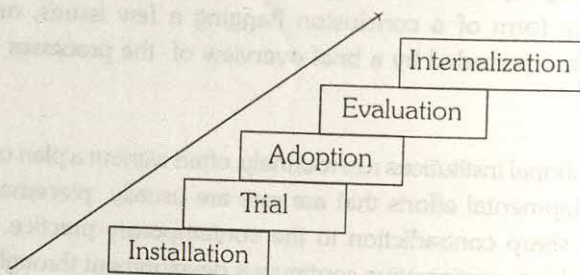 Internalization
Evaluation
Adoption
Trial
Installation